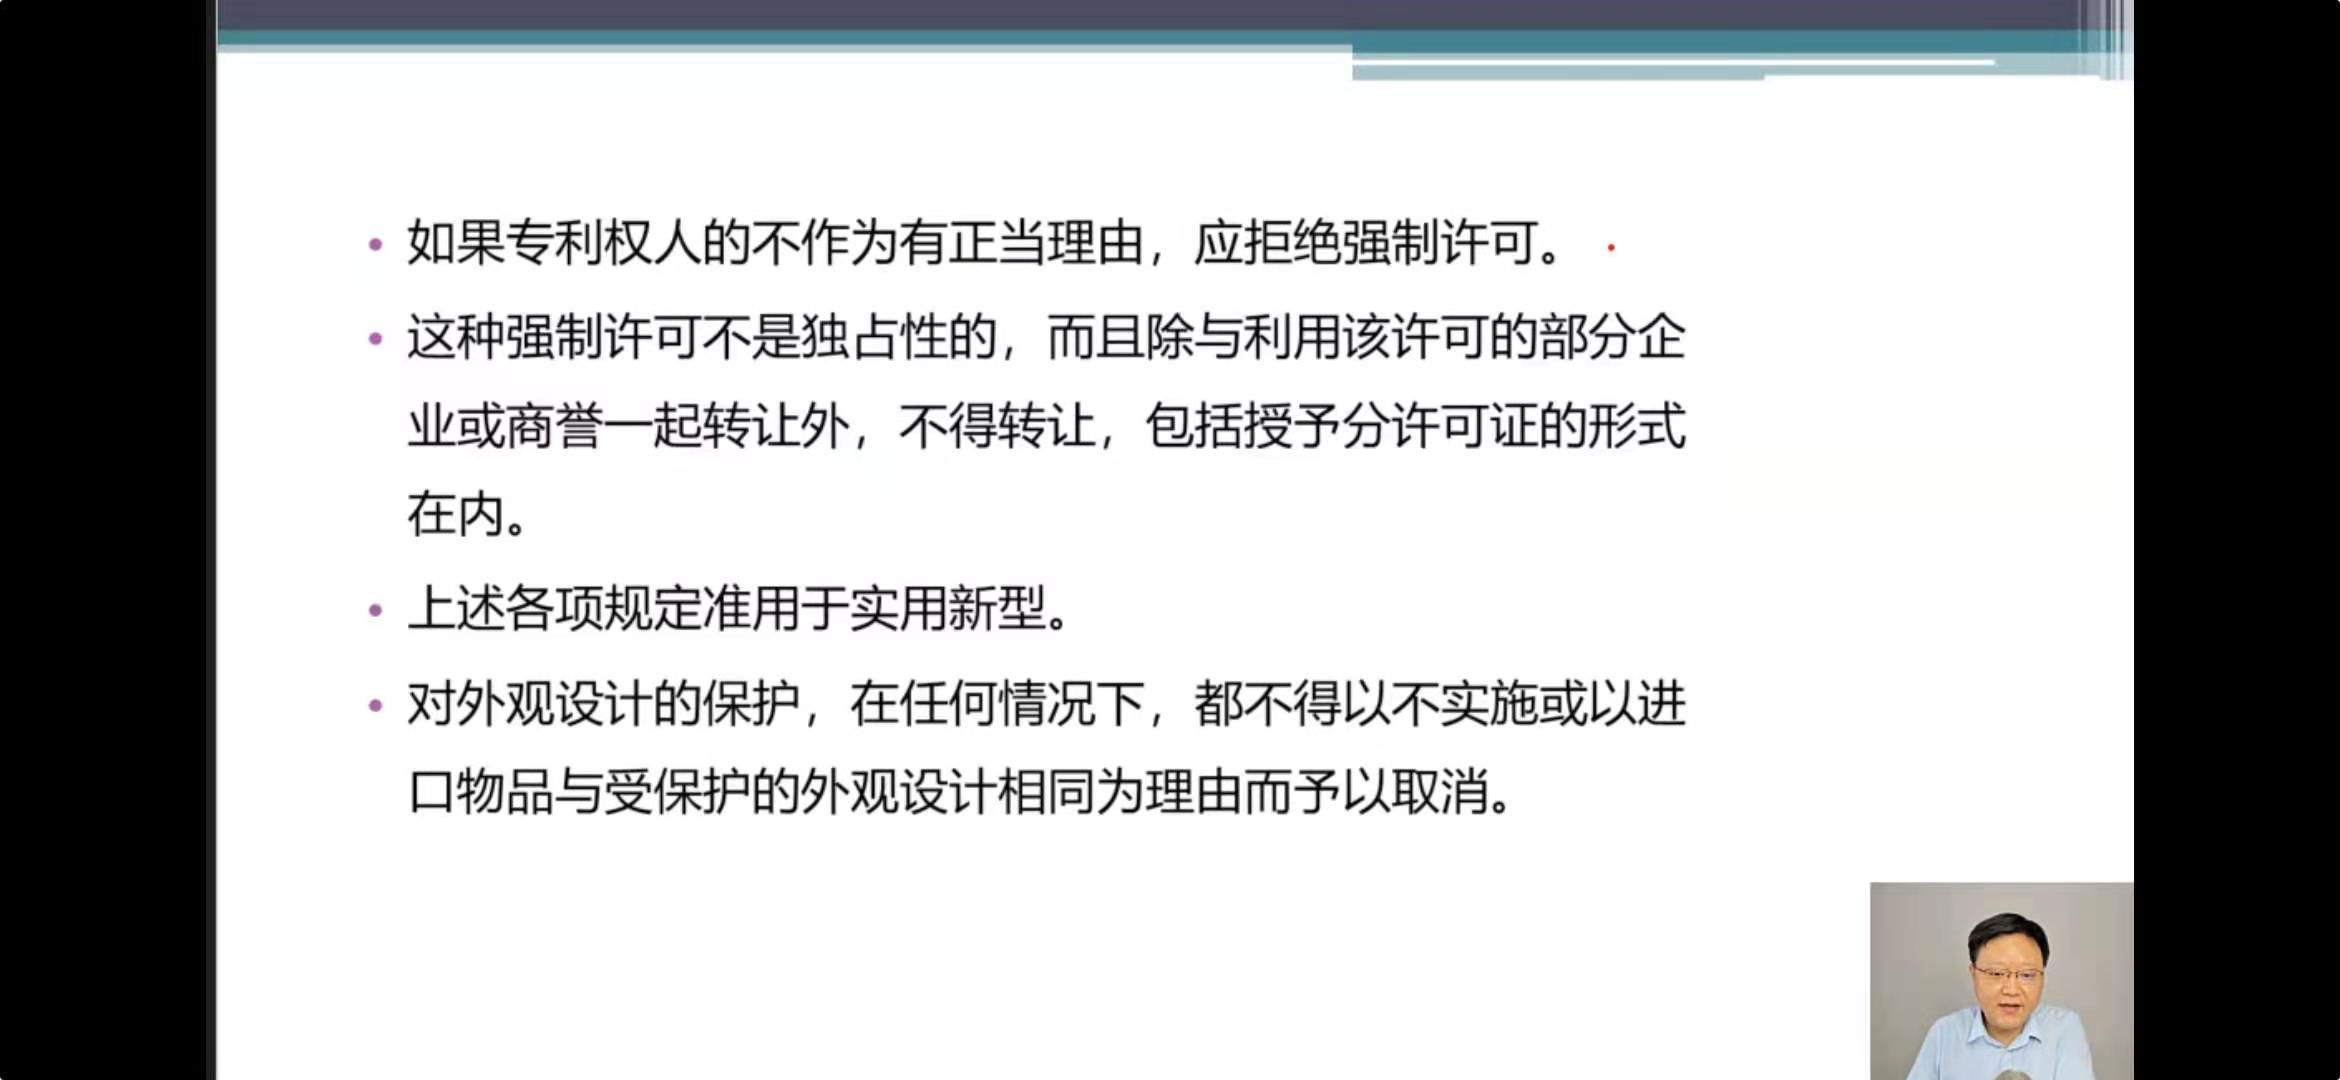 如果专利权人的不作为有正当理由，应拒绝强制许可。
这种强制许可不是独占性的，而且除与利用该许可的部分企
业或商誉一起转让外，不得转让，包括授予分许可证的形式
在内。
上述各项规定准用于实用新型。
对外观设计的保护，在任何情况下，都不得以不实施或以进
口物品与受保护的外观设计相同为理由而予以取消。